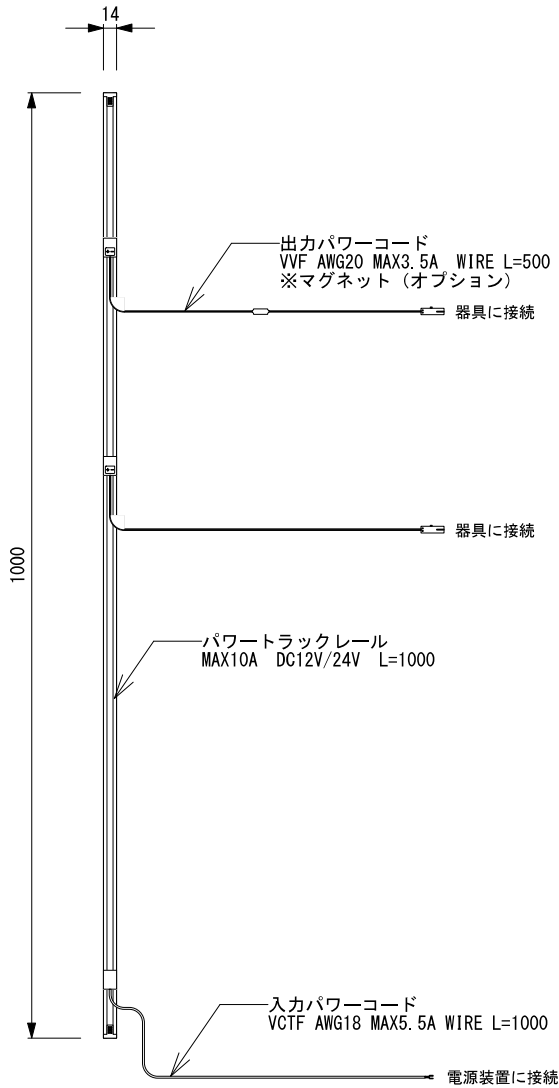 14
出力パワーコード
VVF AWG20 MAX3.5A WIRE L=500
※マグネット（オプション）
器具に接続
器具に接続
1000
パワートラックレール
MAX10A DC12V/24V L=1000
入力パワーコード
VCTF AWG18 MAX5.5A WIRE L=1000
電源装置に接続